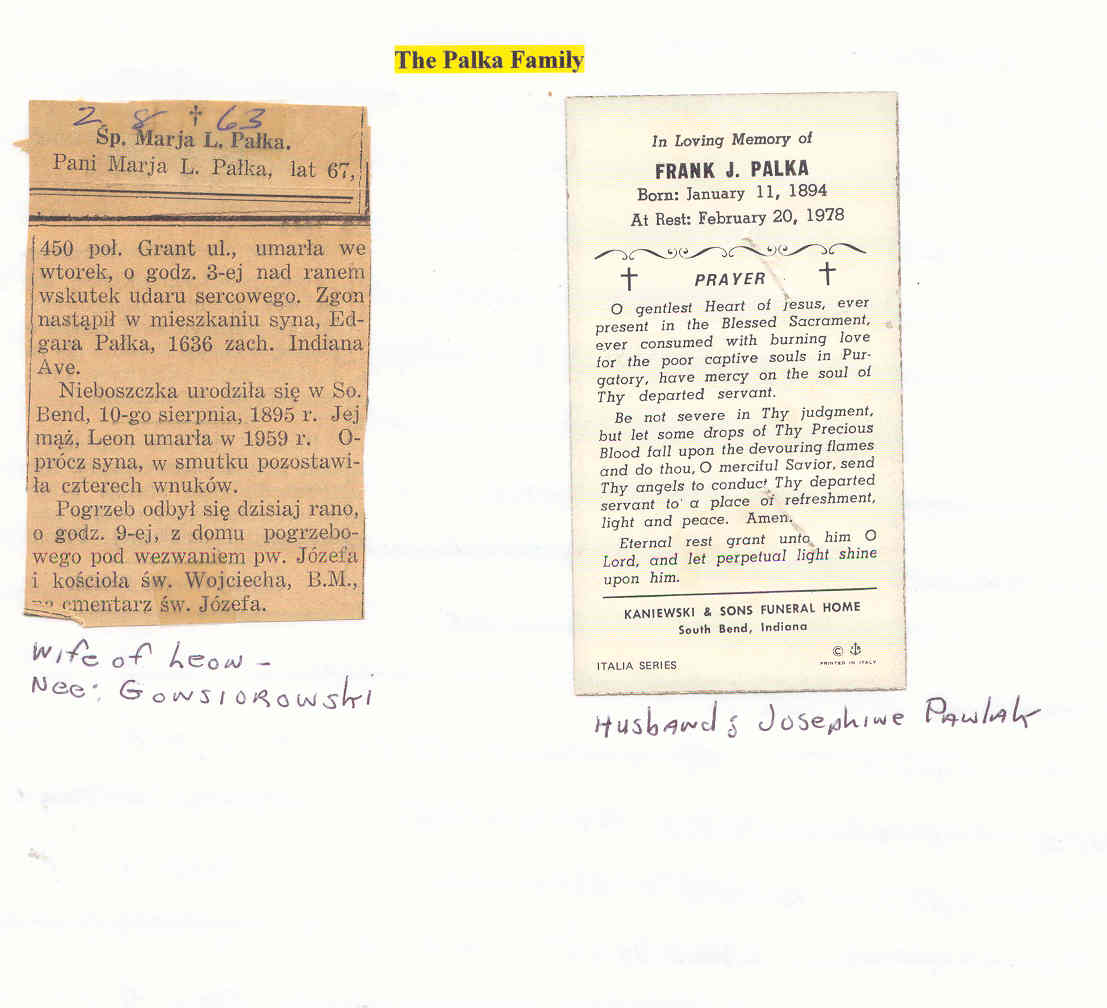 The Palka Family
2 8 63
†
Śp. Marja L. Pałka.
Pani Marja L. Pałka, lat 67,
450 poł. Grant ul., umarła we
wtorek, o godz. 3-ej nad ranem
wskutek udaru sercowego. Zgon
nastąpił w mieszkaniu syna, Ed-
gara Pałka, 1636 zach. Indiana
Ave.
Nieboszczka urodziła się w So.
Bend, 10-go sierpnia, 1895 r. Jej
mąż, Leon umarła w 1959 r. O-
prócz syna, w smutku pozostawi-
ła czterech wnuków.
Pogrzeb odbył się dzisiaj rano,
o godz. 9-ej, z domu pogrzebo-
wego pod wezwaniem pw. Józefa
i kościoła św. Wojciecha, B.M.,
na cmentarz św. Józefa.
Wife of Leon -
Nee: Gonsiorowski
In Loving Memory of
FRANK J. PALKA
Born: January 11, 1894
At Rest: February 20, 1978
PRAYER
O gentlest Heart of Jesus, ever
present in the Blessed Sacrament,
ever consumed with burning love
for the poor captive souls in Pur-
gatory, have mercy on the soul of
Thy departed servant.
Be not severe in Thy judgment,
but let some drops of Thy Precious
Blood fall upon the devouring flames
and do thou, O merciful Savior, send
Thy angels to conduct Thy departed
servant to a place of refreshment,
light and peace. Amen.
Eternal rest grant unto him O
Lord, and let perpetual light shine
upon him.
KANIEWSKI & SONS FUNERAL HOME
South Bend, Indiana
ITALIA SERIES
©
PRINTED IN ITALY
Husband of Josephine Pawlak